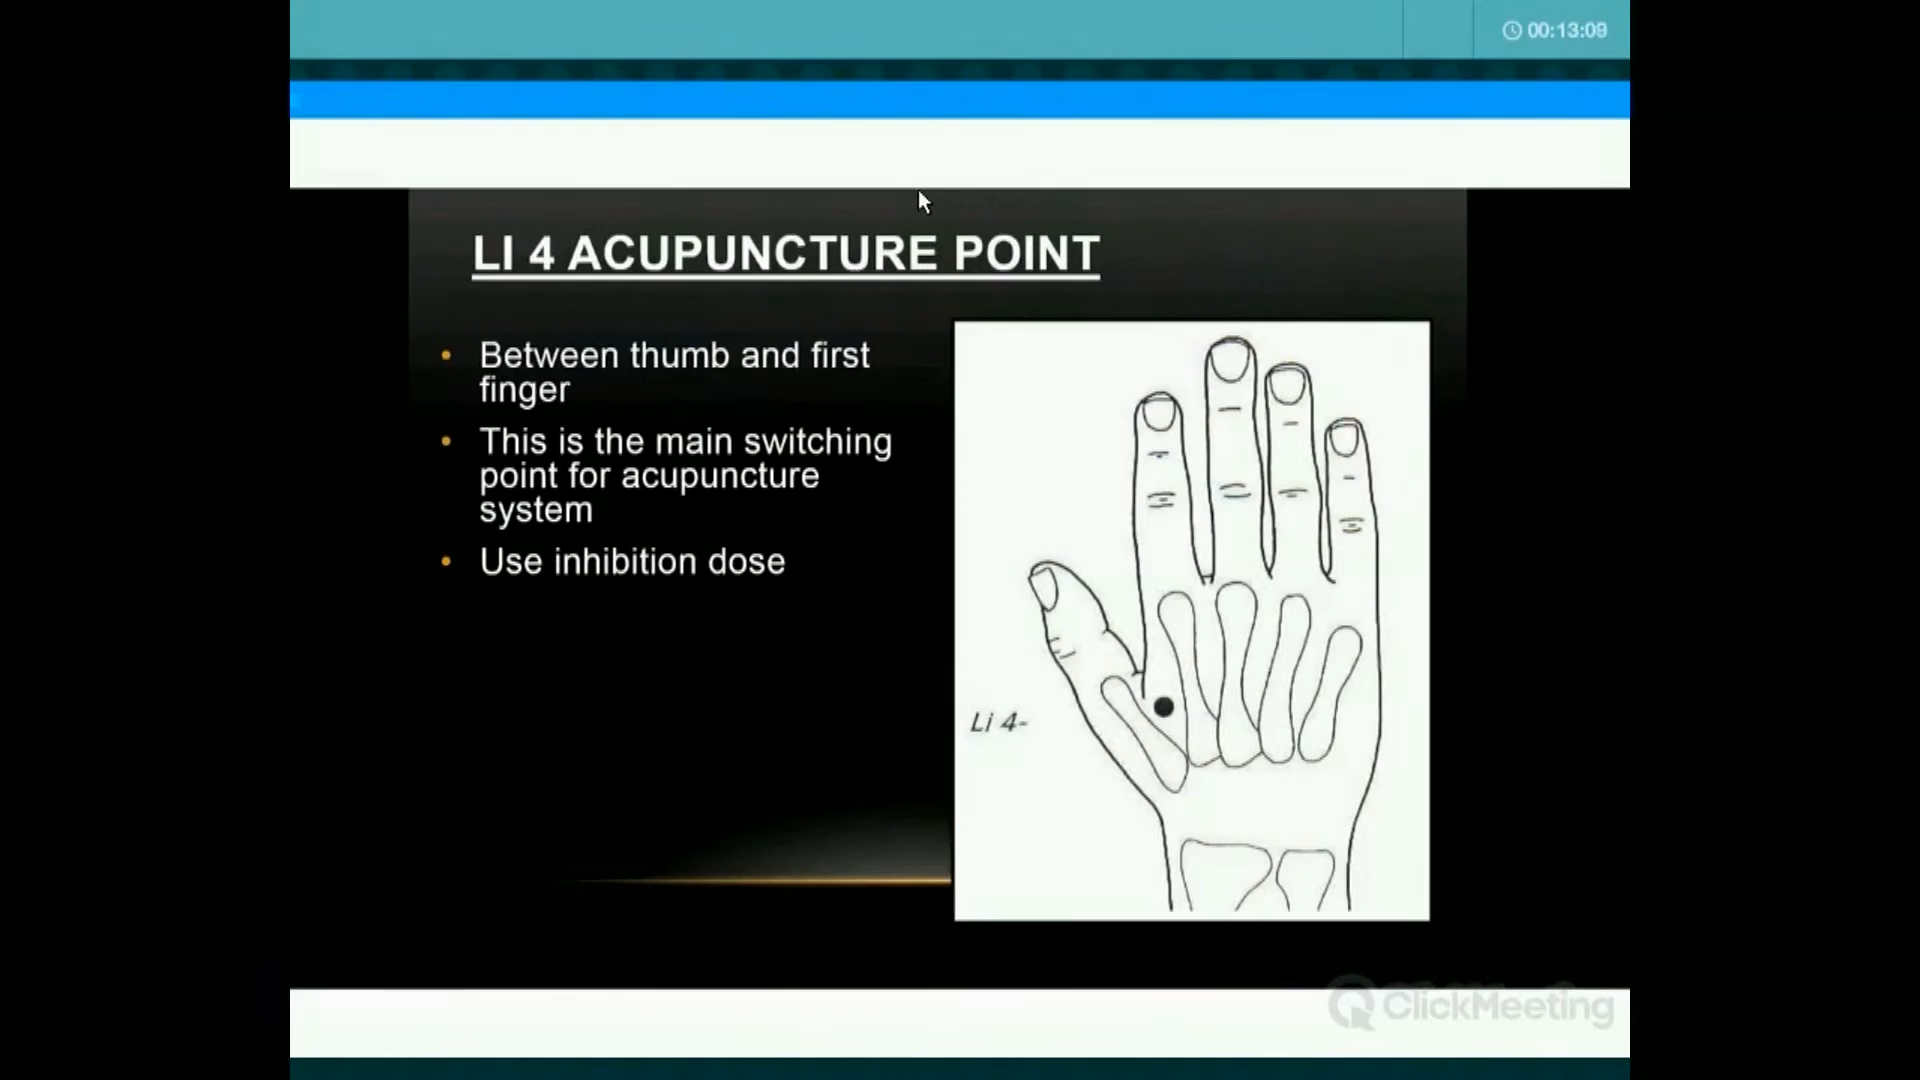 00:13:09
LI 4 ACUPUNCTURE POINT
• Between thumb and first
finger
• This is the main switching
point for acupuncture
system
• Use inhibition dose
Li 4-
ClickMeeting